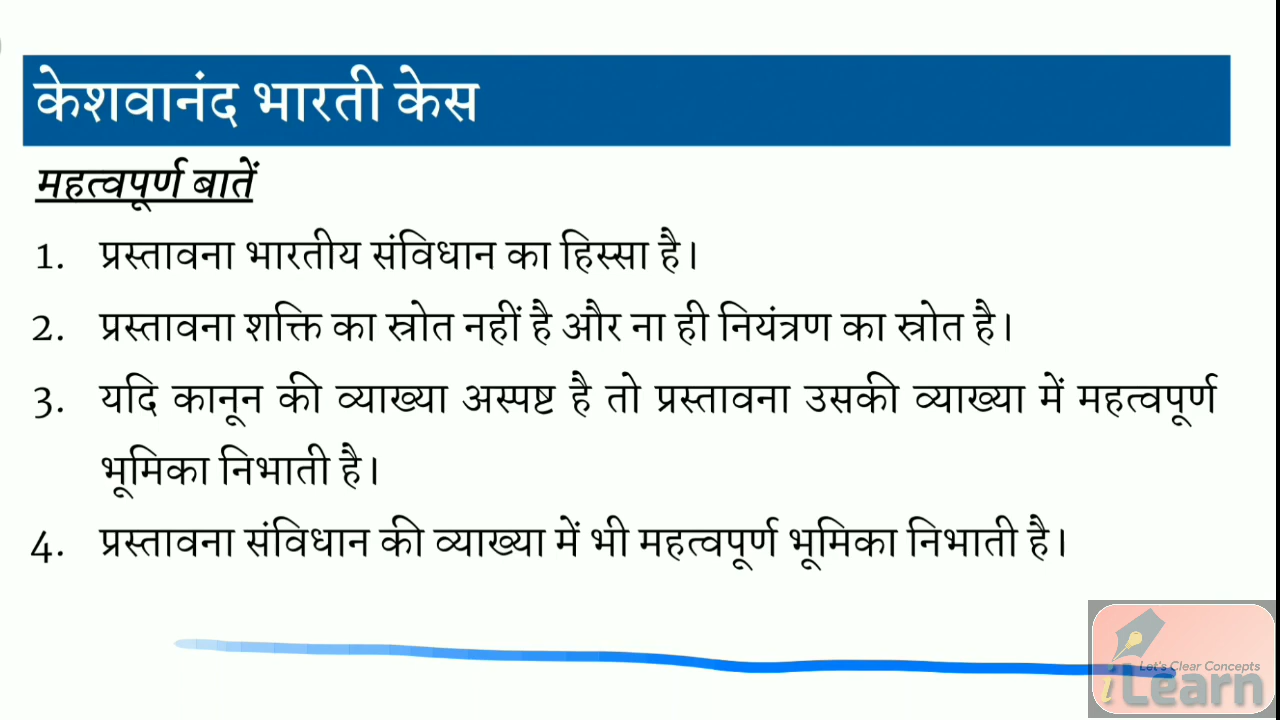 केशवानंद भारती केस
महत्वपूर्ण बातें
1. प्रस्तावना भारतीय संविधान का हिस्सा है।
2. प्रस्तावना शक्ति का स्रोत नहीं है और ना ही नियंत्रण का स्रोत है।
3. यदि कानून की व्याख्या अस्पष्ट है तो प्रस्तावना उसकी व्याख्या में महत्वपूर्ण
भूमिका निभाती है।
4. प्रस्तावना संविधान की व्याख्या में भी महत्वपूर्ण भूमिका निभाती है।
Let's Clear Concepts
iLearn